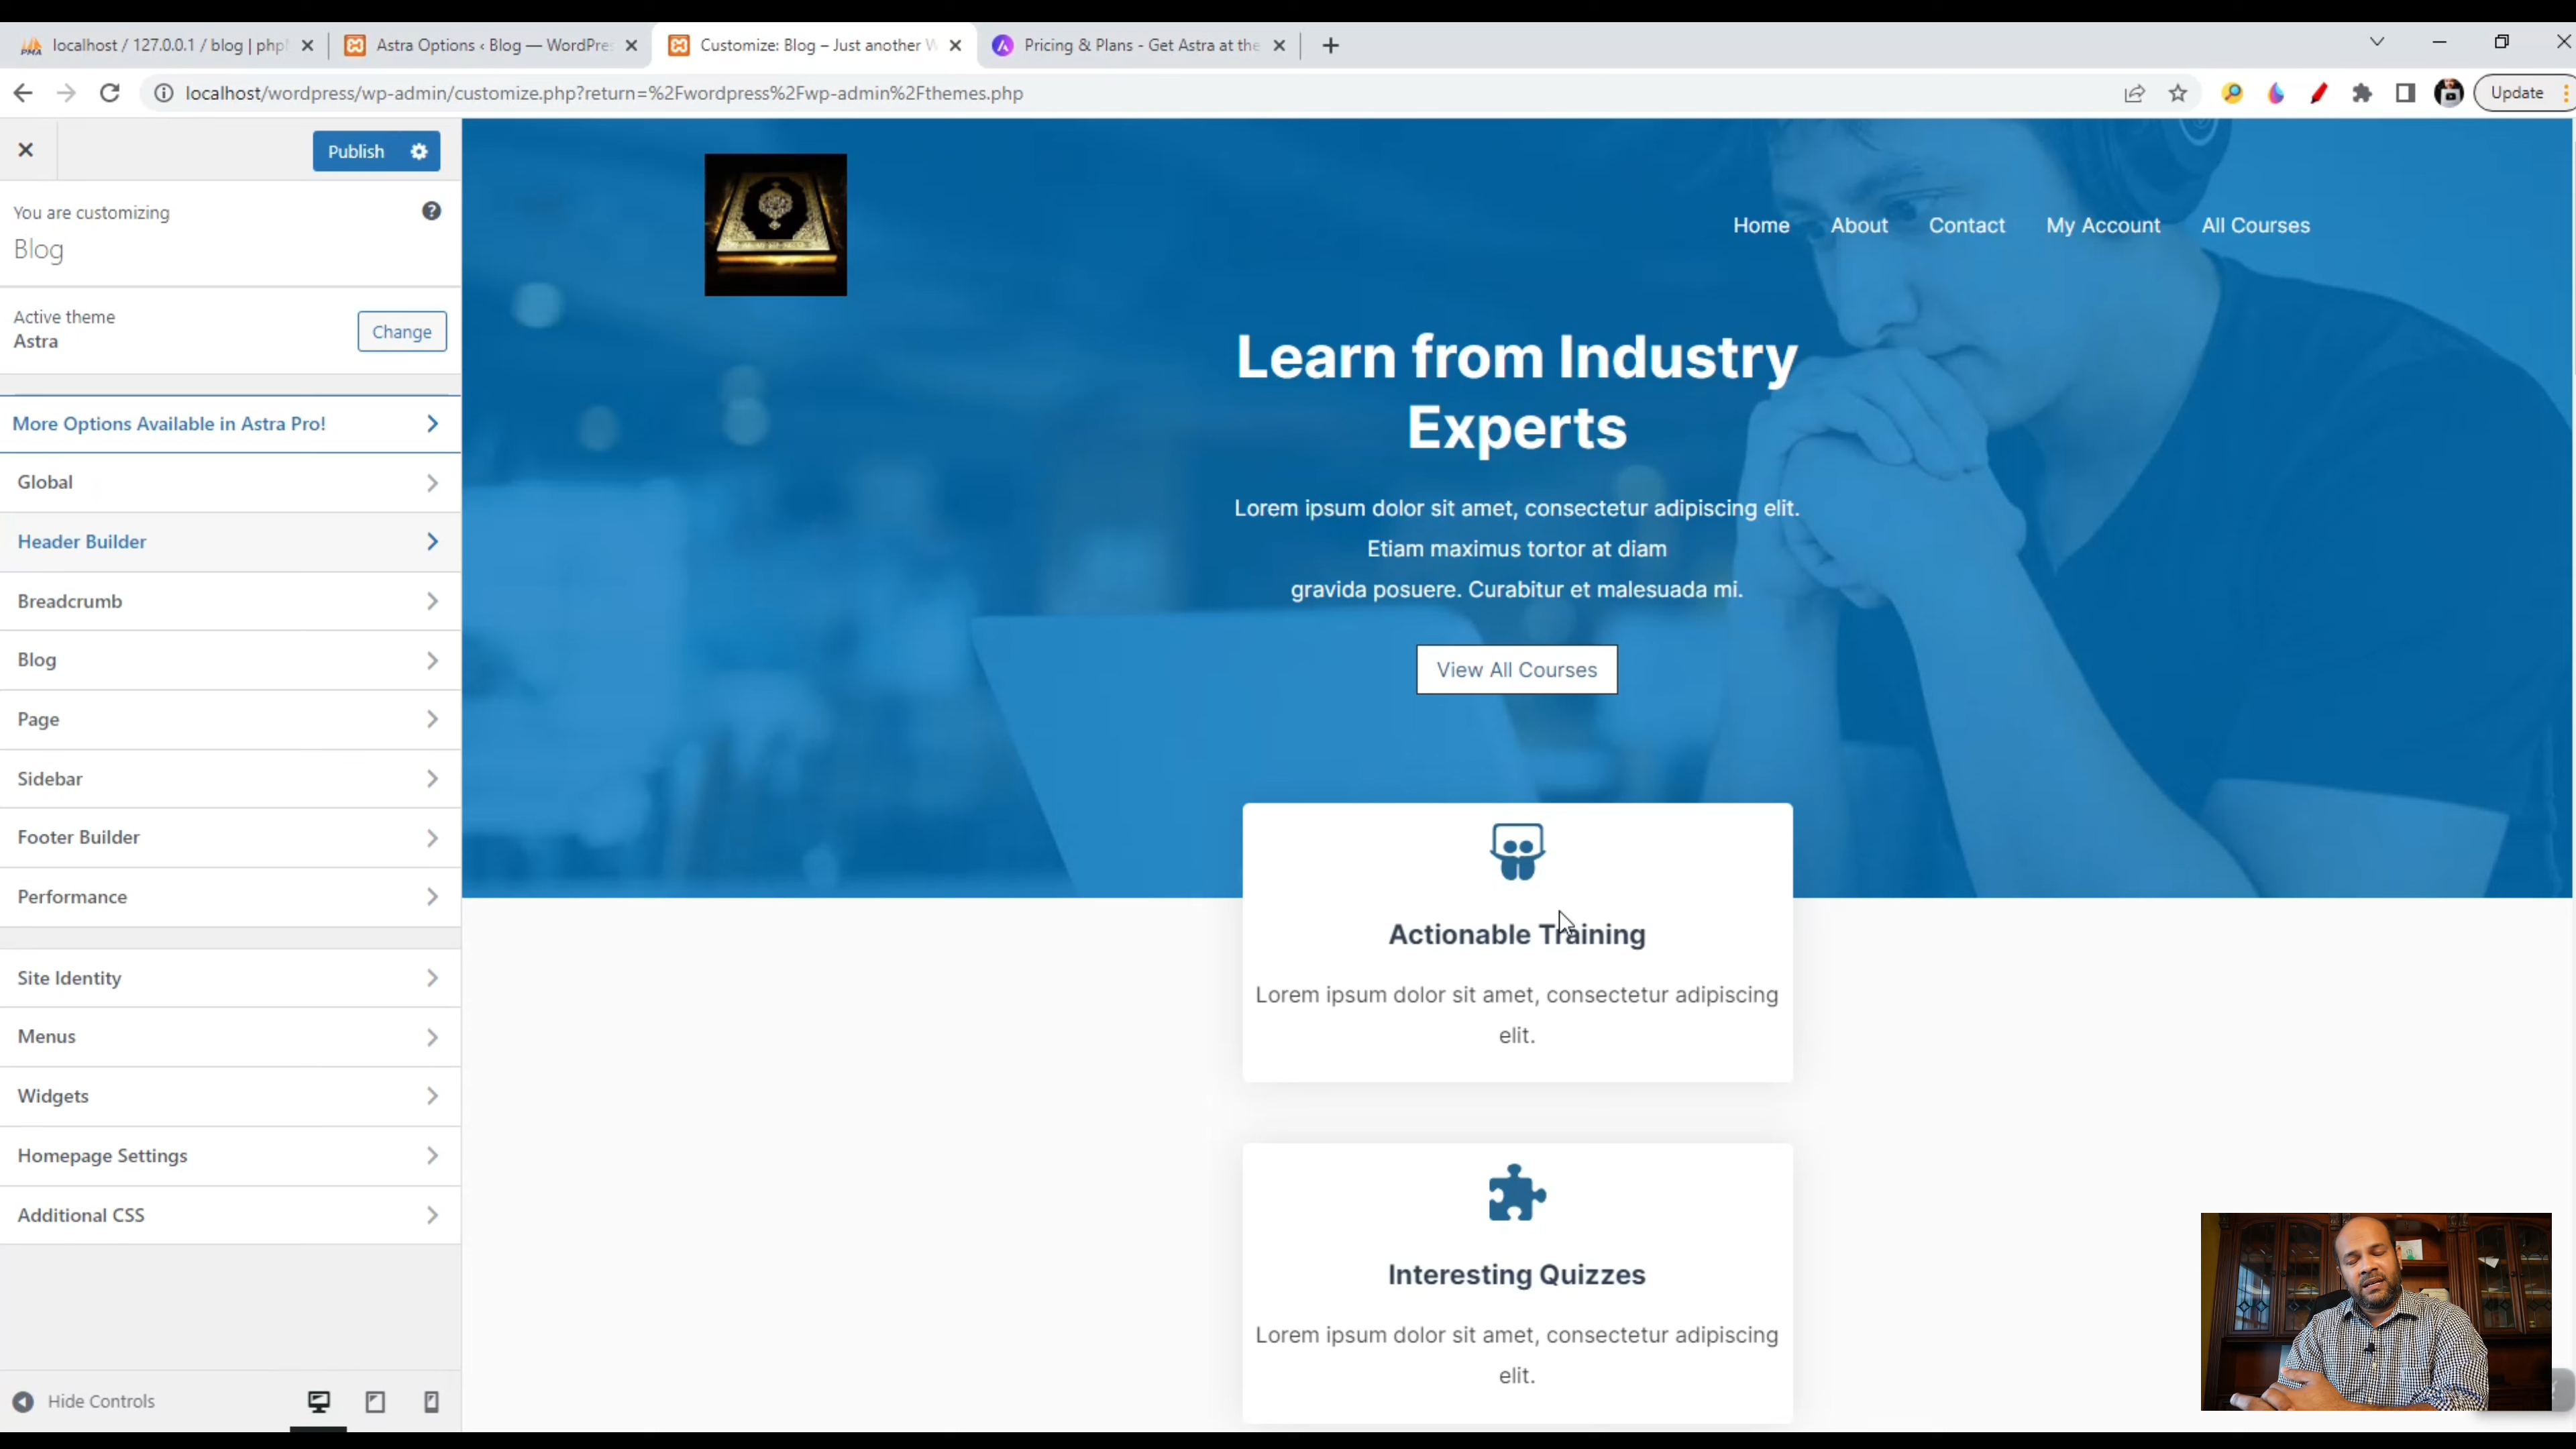 localhost / 127.0.0.1 / blog | php
Astra Options ‹ Blog — WordPre
Customize: Blog – Just another W
Pricing & Plans - Get Astra at the
localhost/wordpress/wp-admin/customize.php?return=%2Fwordpress%2Fwp-admin%2Fthemes.php
Update
Publish
You are customizing
Blog
Active theme
Astra
Change
More Options Available in Astra Pro!
Global
Header Builder
Breadcrumb
Blog
Page
Sidebar
Footer Builder
Performance
Site Identity
Menus
Widgets
Homepage Settings
Additional CSS
Hide Controls
Home About Contact My Account All Courses
Learn from Industry
Experts
Lorem ipsum dolor sit amet, consectetur adipiscing elit.
Etiam maximus tortor at diam
gravida posuere. Curabitur et malesuada mi.
View All Courses
Actionable Training
Lorem ipsum dolor sit amet, consectetur adipiscing
elit.
Interesting Quizzes
Lorem ipsum dolor sit amet, consectetur adipiscing
elit.